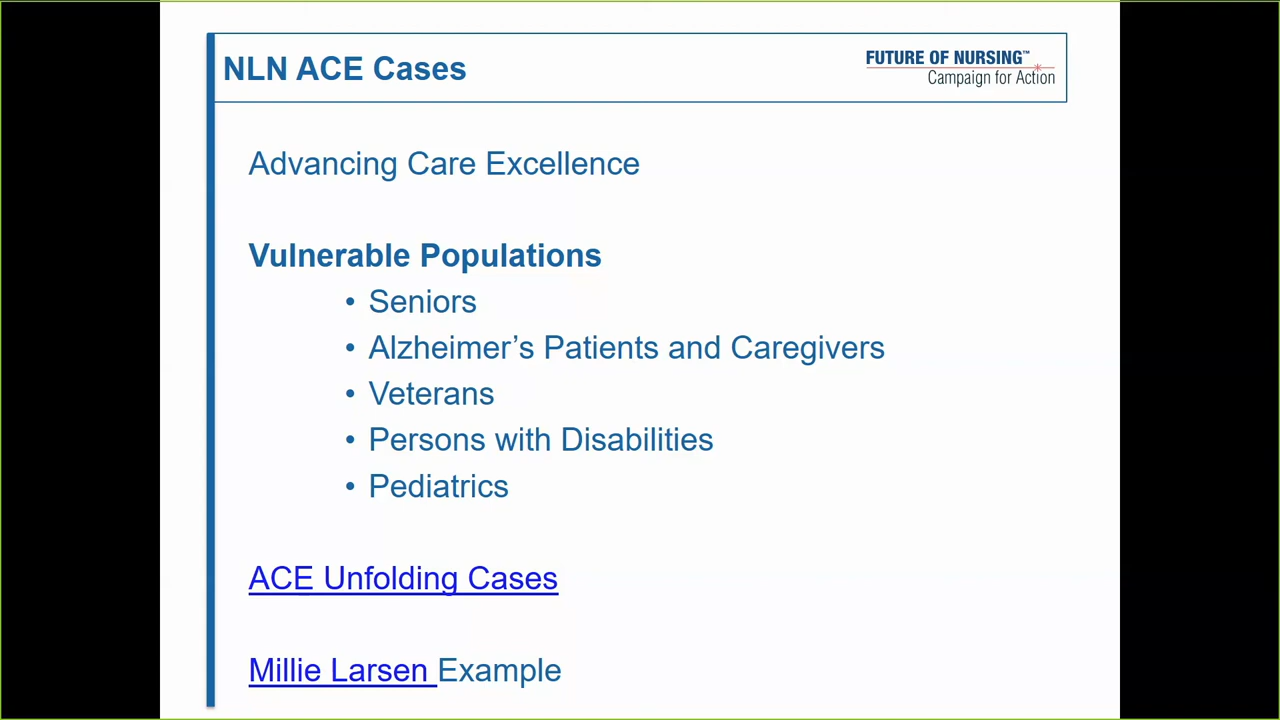 NLN ACE Cases
FUTURE OF NURSING™
Campaign for Action
Advancing Care Excellence
Vulnerable Populations
• Seniors
• Alzheimer’s Patients and Caregivers
• Veterans
• Persons with Disabilities
• Pediatrics
ACE Unfolding Cases
Millie Larsen Example